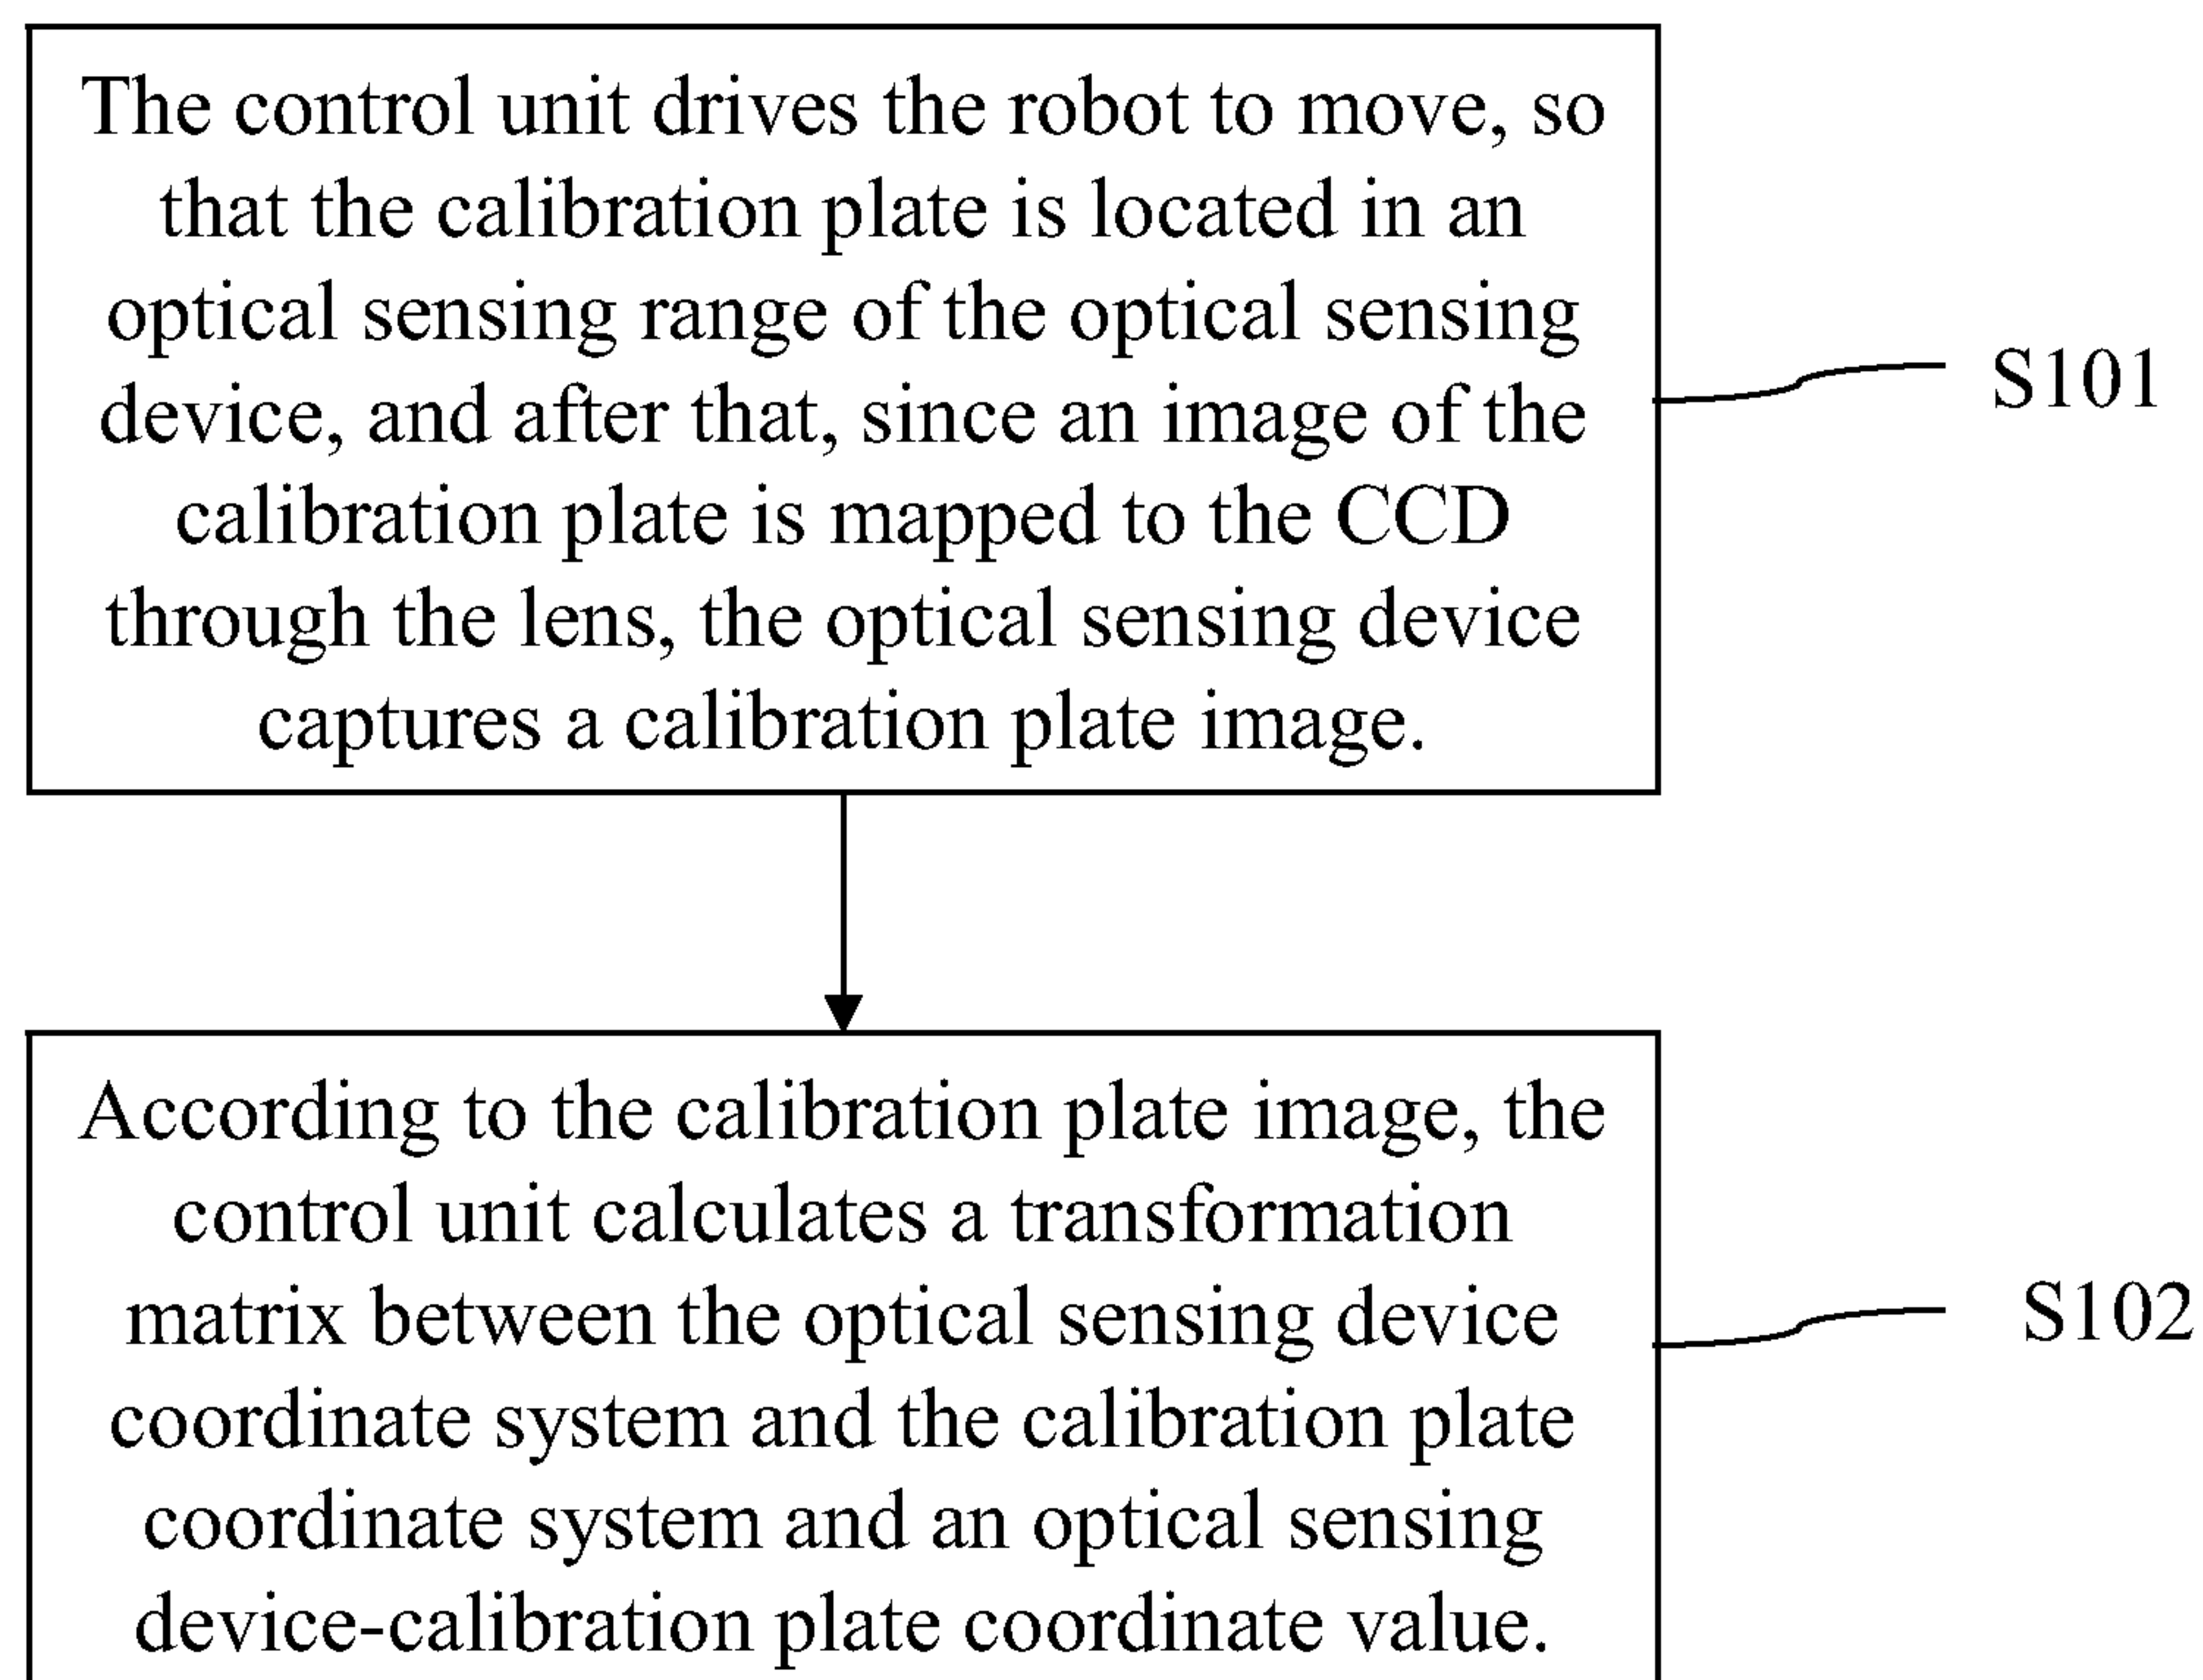 The control unit drives the robot to move, so
that the calibration plate is located in an
optical sensing range of the optical sensing
device, and after that, since an image of the
calibration plate is mapped to the CCD
through the lens, the optical sensing device
captures a calibration plate image.
S101
According to the calibration plate image, the
control unit calculates a transformation
matrix between the optical sensing device
coordinate system and the calibration plate
coordinate system and an optical sensing
device-calibration plate coordinate value.
S102